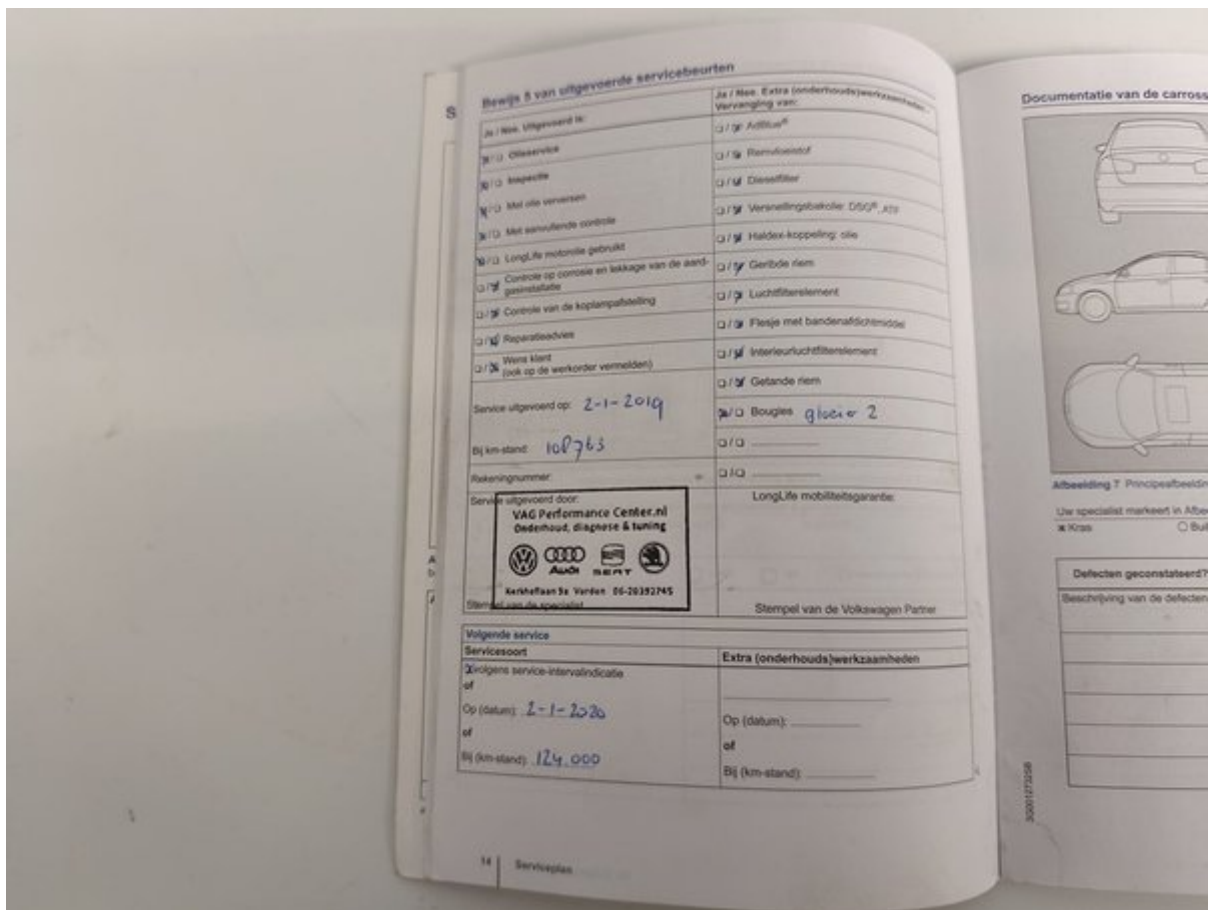 Bewijs 5 van uitgevoerde servicebeurten
Ja / Nee. Uitgevoerd is:
Olieservice
Inspectie
Met olie verversen
Met aanvullende controle
LongLife motorolie gebruikt
Controle op corrosie en lekkage van de aard-
gasinstallatie
Controle van de koplampafstelling
Reparatieadvies
Wens klant
(ook op de werkorder vermelden)
Service uitgevoerd op: 2-1-2019
Bij km-stand: 108763
Rekeningnummer:
Service uitgevoerd door:
VAG Performance Center.nl
Onderhoud, diagnose & tuning
Audi
SEAT
Vorden 06-20392745
Stempel van de specialist
Ja / Nee. Extra (onderhouds)werkzaamheden.
Vervanging van:
AdBlue®
Remvloeistof
Dieselfilter
Versnellingsbakolie: DSG®, ATF
Haldex-koppeling: olie
Geribde riem
Luchtfilterelement
Flesje met bandenafdichtmiddel
Interieurluchtfilterelement
Getande riem
Bougies
LongLife mobiliteitsgarantie:
Stempel van de Volkswagen Partner
Volgende service
Servicesoort
volgens service-intervalindicatie
of
Op (datum): 2-1-2020
of
Bij (km-stand): 124.000
Extra (onderhouds)werkzaamheden
Op (datum):
of
Bij (km-stand):
14 Serviceplan
Documentatie van de carross
Afbeelding 7 Principeafbeelding
Uw specialist markeert in Afbee
Kras
Defecten geconstateerd?
Beschrijving van de defecten